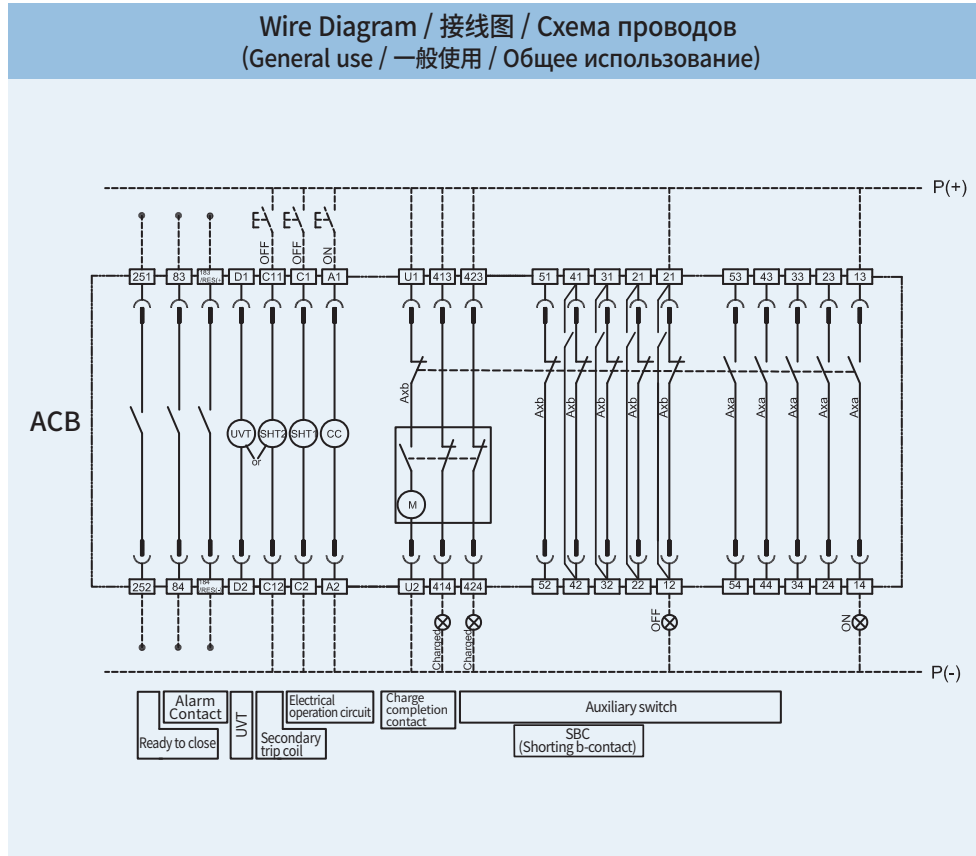 Wire Diagram / 接线图 / Схема проводов
(General use / 一般使用 / Общее использование)
P(+)
OFF OFF ON
251 83 183 /RES(+) D1 C11 C1 A1 U1 413 423 51 41 31 21 21 53 43 33 23 13
Axb Axb Axb Axb Axb Axb Axa Axa Axa Axa Axa
ACB
UVT SHT2 SHT1 CC
or
M
252 84 184 /RES(-) D2 C12 C2 A2 U2 414 424 52 42 32 22 12 54 44 34 24 14
Charged Charged OFF ON
P(-)
Alarm
Contact
Ready to close
UVT
Electrical
operation circuit
Secondary
trip coil
Charge
completion
contact
Auxiliary switch
SBC
(Shorting b-contact)